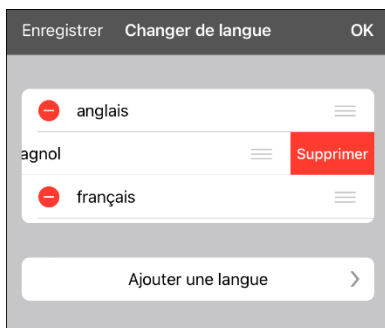 Enregistrer Changer de langue OK
anglais
agnol Supprimer
français
Ajouter une langue